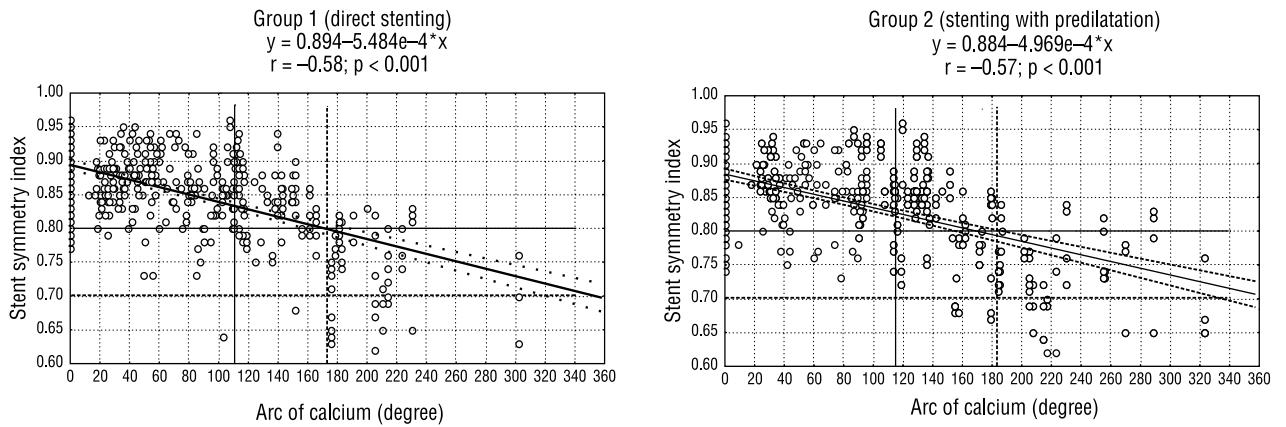 Group 1 (direct stenting)
y = 0.894–5.484e–4*x
r = –0.58; p < 0.001
Stent symmetry index
1.00
0.95
0.90
0.85
0.80
0.75
0.70
0.65
0.60
0 20 40 60 80 100 120 140 160 180 200 220 240 260 280 300 320 340 360
Arc of calcium (degree)
Group 2 (stenting with predilatation)
y = 0.884–4.969e–4*x
r = –0.57; p < 0.001
Stent symmetry index
1.00
0.95
0.90
0.85
0.80
0.75
0.70
0.65
0.60
0 20 40 60 80 100 120 140 160 180 200 220 240 260 280 300 320 340 360
Arc of calcium (degree)